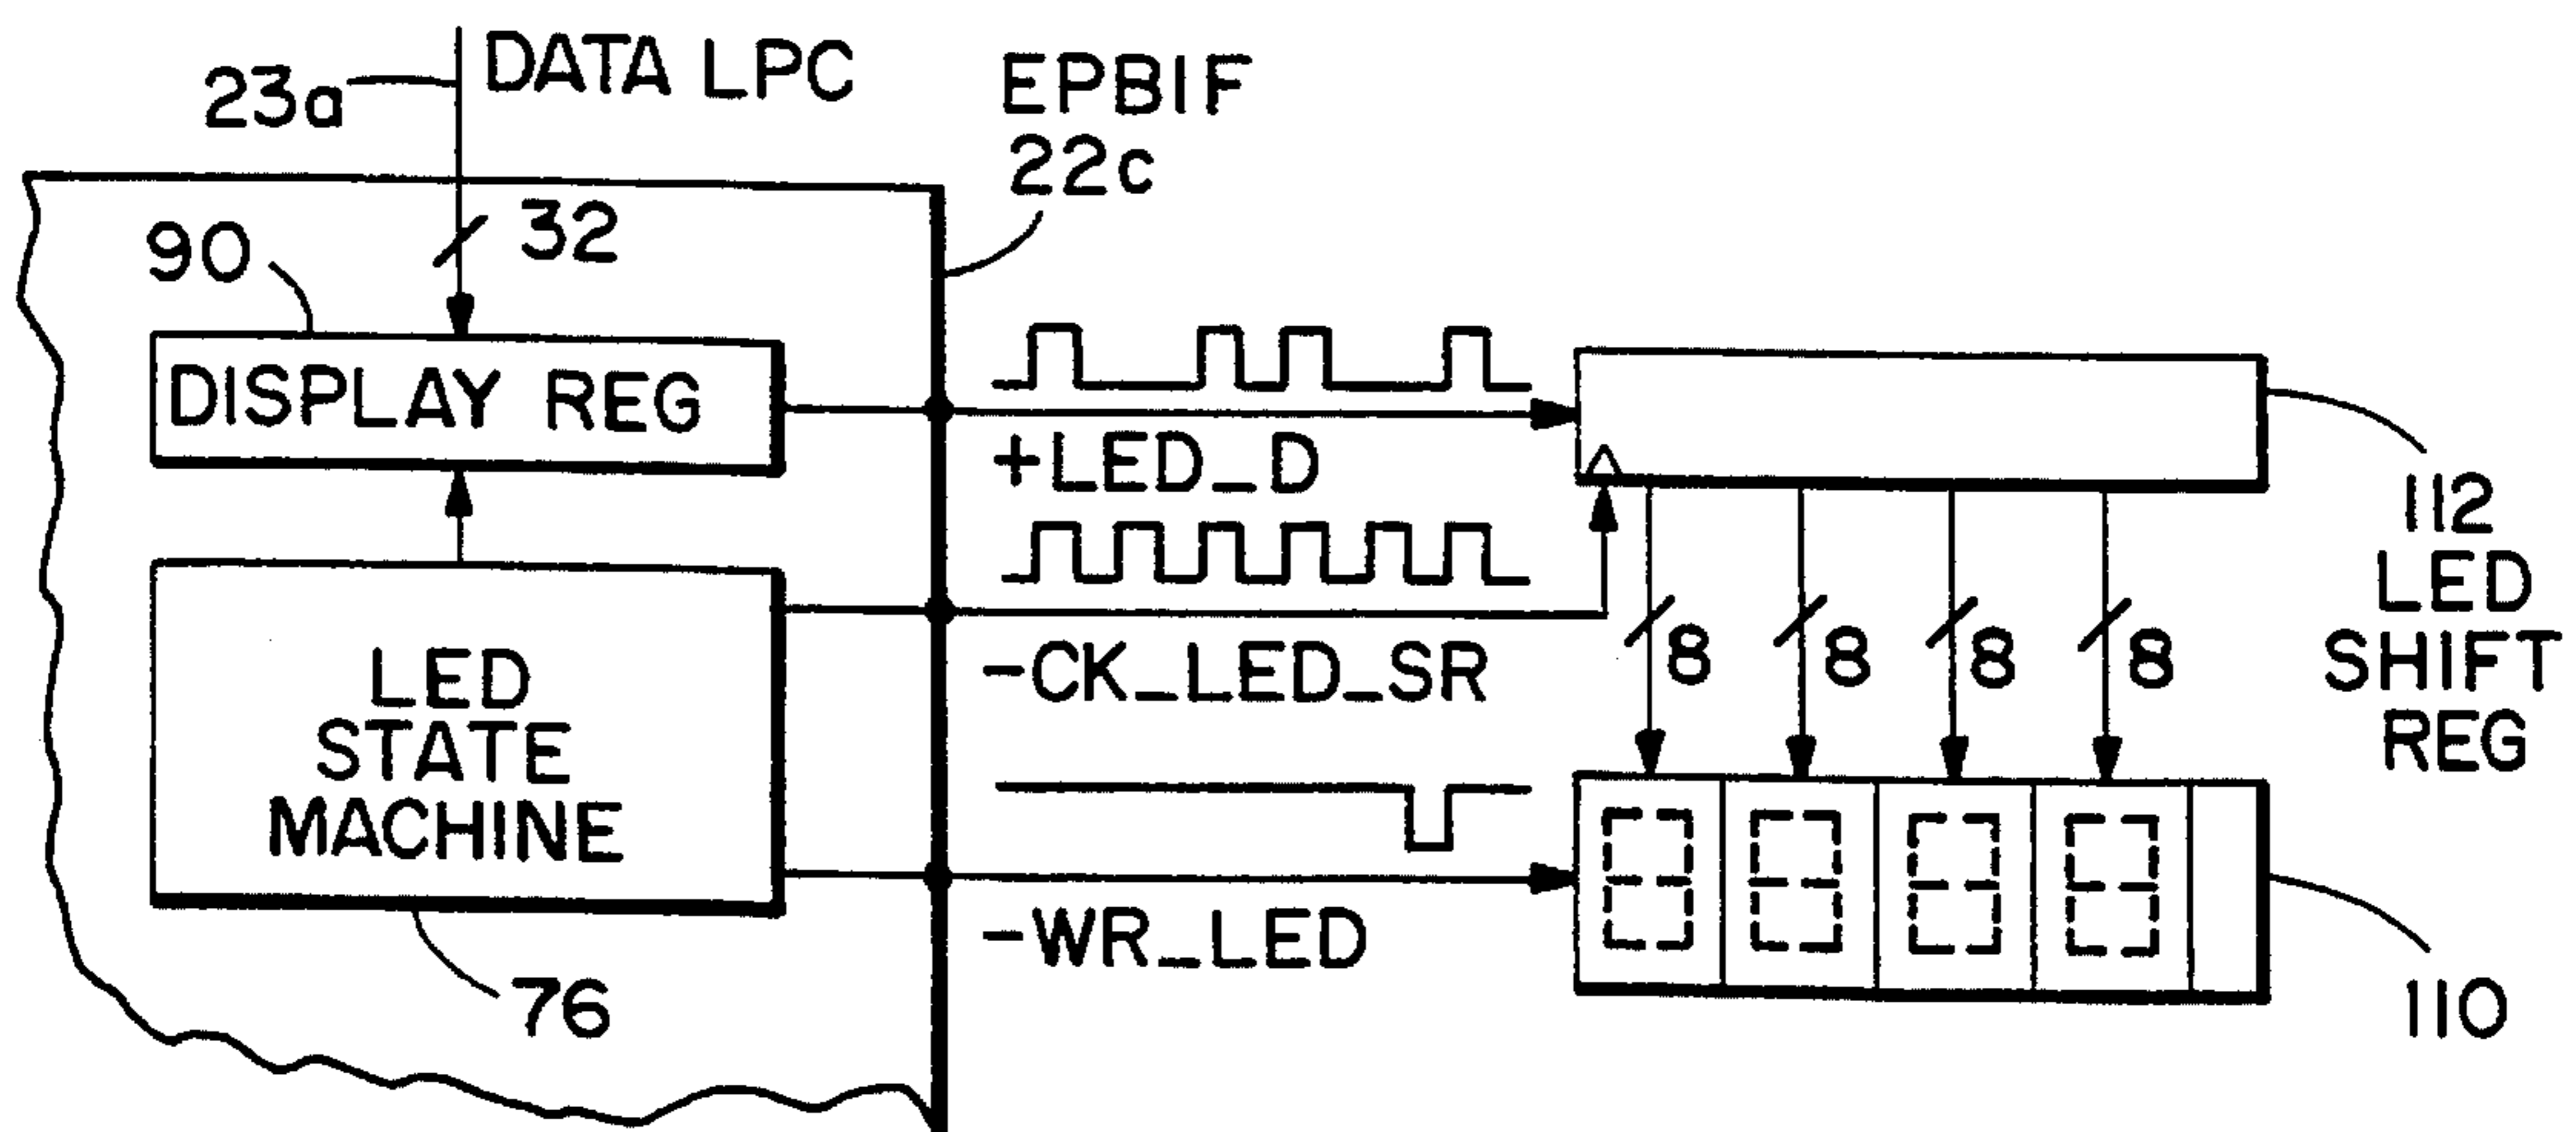 23a
DATA LPC
EPBIF
22c
32
90
DISPLAY REG
+LED_D
112
LED
SHIFT
REG
-CK_LED_SR
8
8
8
8
LED
STATE
MACHINE
-WR_LED
76
110